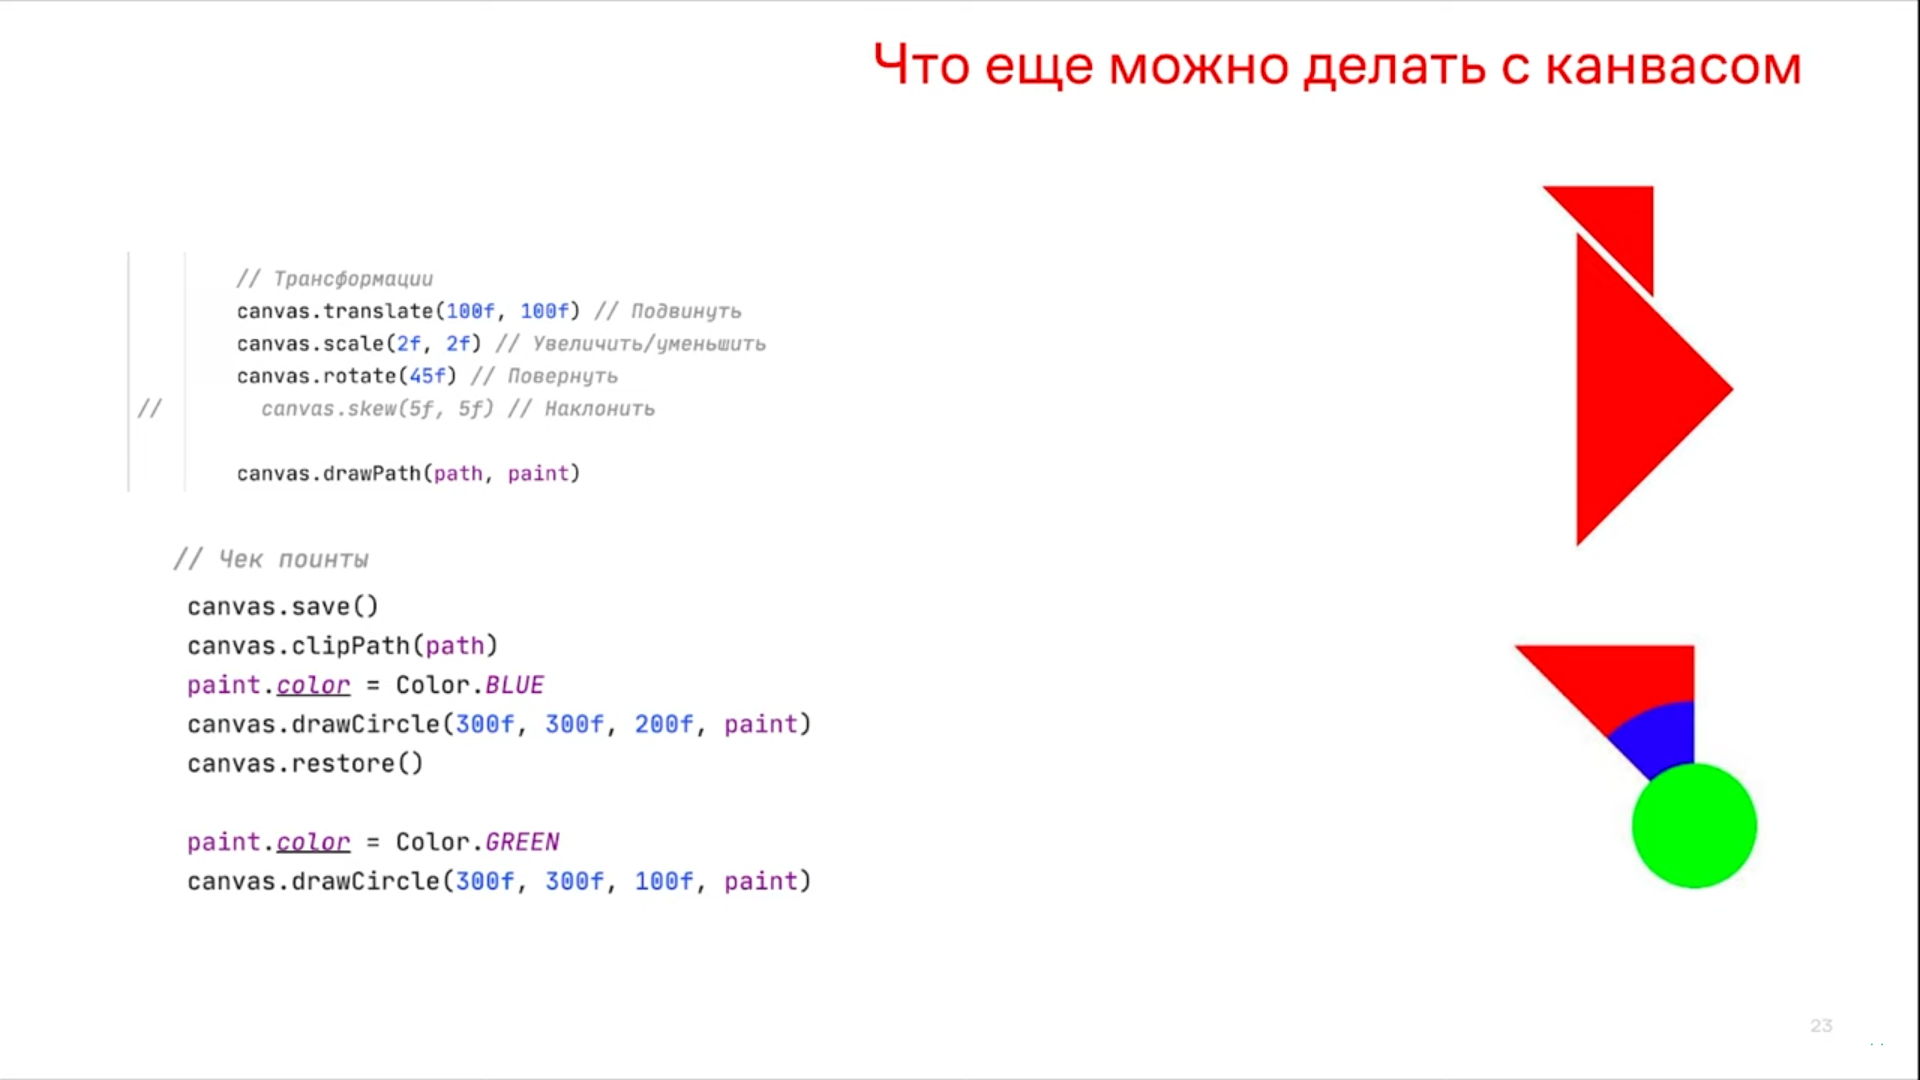 Что еще можно делать с канвасом
// Трансформации
canvas.translate(100f, 100f) // Подвинуть
canvas.scale(2f, 2f) // Увеличить/уменьшить
canvas.rotate(45f) // Повернуть
// canvas.skew(5f, 5f) // Наклонить
canvas.drawPath(path, paint)
// Чек поинты
canvas.save()
canvas.clipPath(path)
paint.color = Color.BLUE
canvas.drawCircle(300f, 300f, 200f, paint)
canvas.restore()
paint.color = Color.GREEN
canvas.drawCircle(300f, 300f, 100f, paint)
23